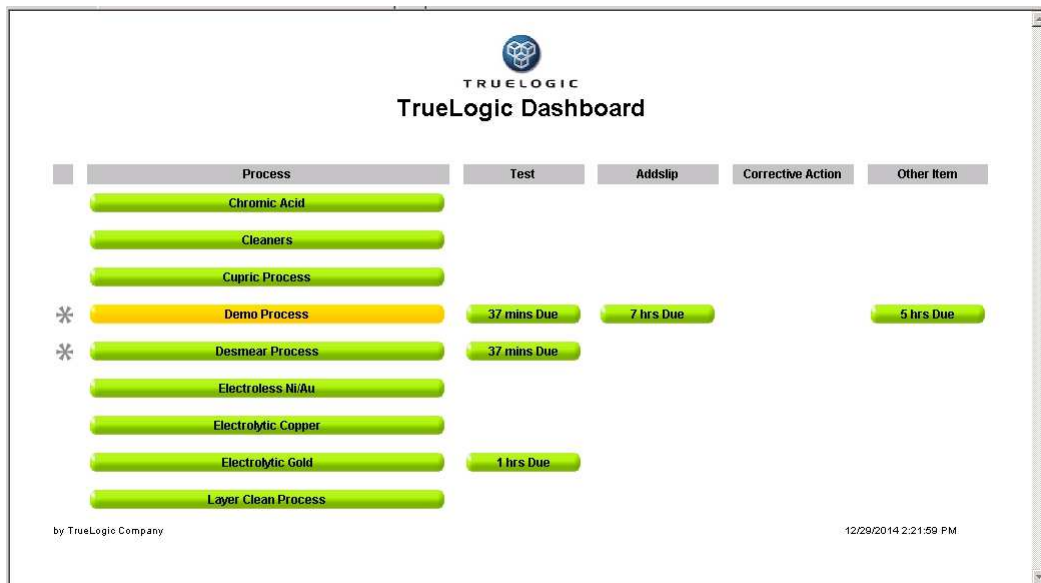 TRUELOGIC
TrueLogic Dashboard
Process Test Addslip Corrective Action Other Item
Chromic Acid
Cleaners
Cupric Process
Demo Process 37 mins Due 7 hrs Due 5 hrs Due
Desmear Process 37 mins Due
Electroless Ni/Au
Electrolytic Copper
Electrolytic Gold 1 hrs Due
Layer Clean Process
by TrueLogic Company 12/29/2014 2:21:59 PM